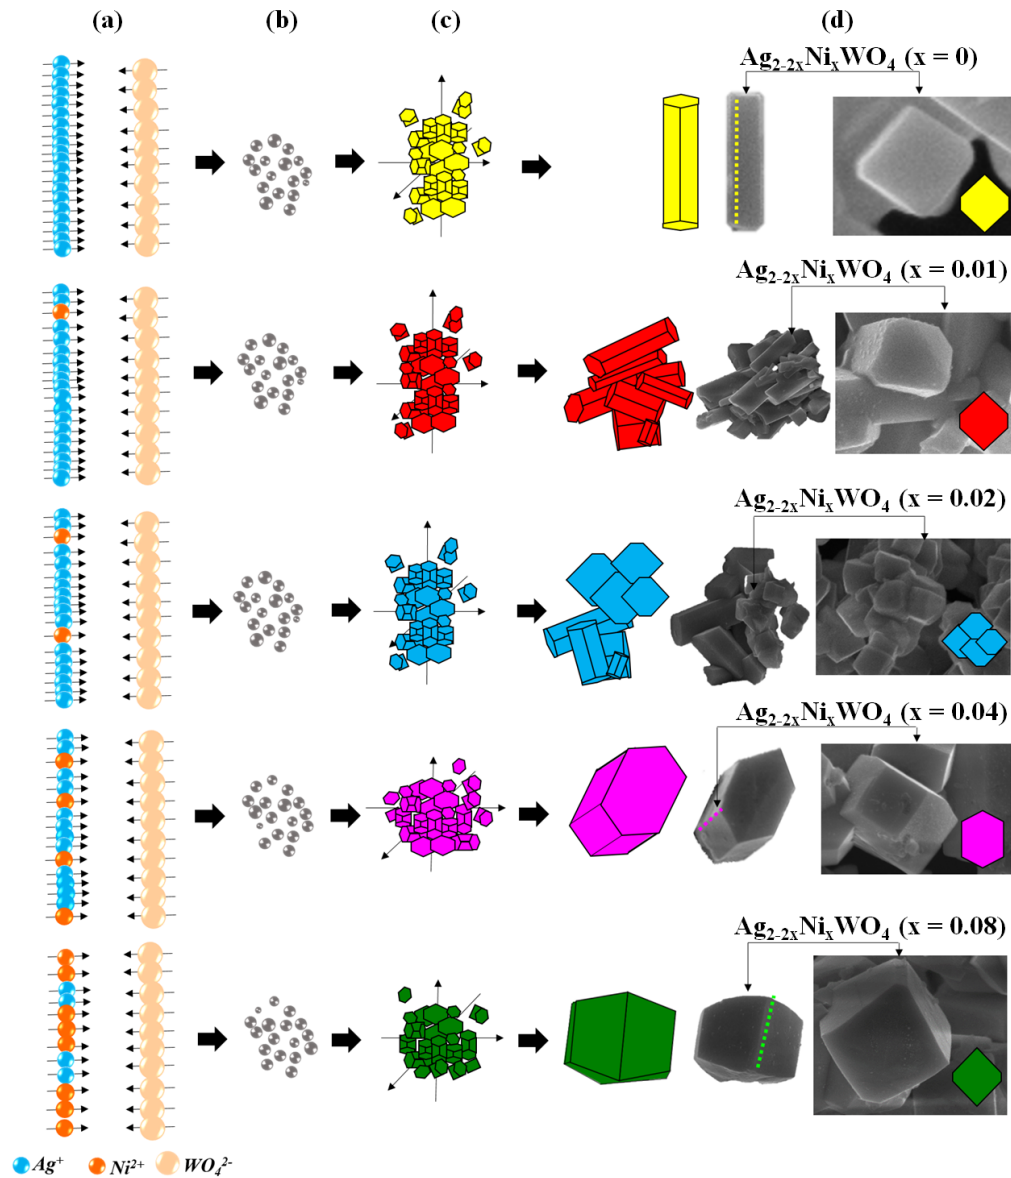 (a) (b) (c) (d)
Ag₂₋₂ₓNiₓWO₄ (x = 0)
Ag₂₋₂ₓNiₓWO₄ (x = 0.01)
Ag₂₋₂ₓNiₓWO₄ (x = 0.02)
Ag₂₋₂ₓNiₓWO₄ (x = 0.04)
Ag₂₋₂ₓNiₓWO₄ (x = 0.08)
Ag⁺ Ni²⁺ WO₄²⁻